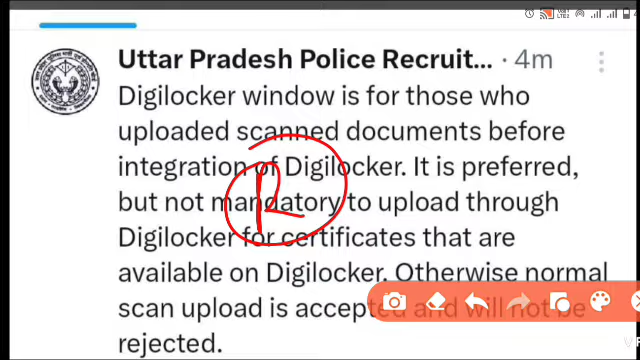 Uttar Pradesh Police Recruit... · 4m
Digilocker window is for those who
uploaded scanned documents before
integration of Digilocker. It is preferred,
but not mandatory to upload through
Digilocker for certificates that are
available on Digilocker. Otherwise normal
scan upload is accepted and will not be
rejected.
R